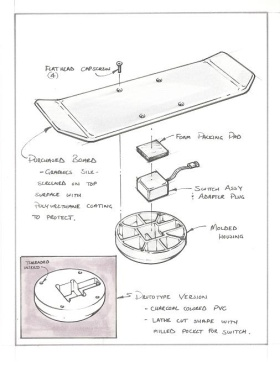 FLATHEAD CAPSCREW
(4)
FOAM PACKING PAD
PURCHASED BOARD
- GRAPHICS SILK-
SCREENED ON TOP
SURFACE WITH
POLYURETHANE COATING
TO PROTECT.
SWITCH ASSY
& ADAPTER PLUG
MOLDED
HOUSING
THREADED
INSERT
PROTOTYPE VERSION
- CHARCOAL COLORED PVC
- LATHE CUT SHAPE WITH
MILLED POCKET FOR SWITCH.